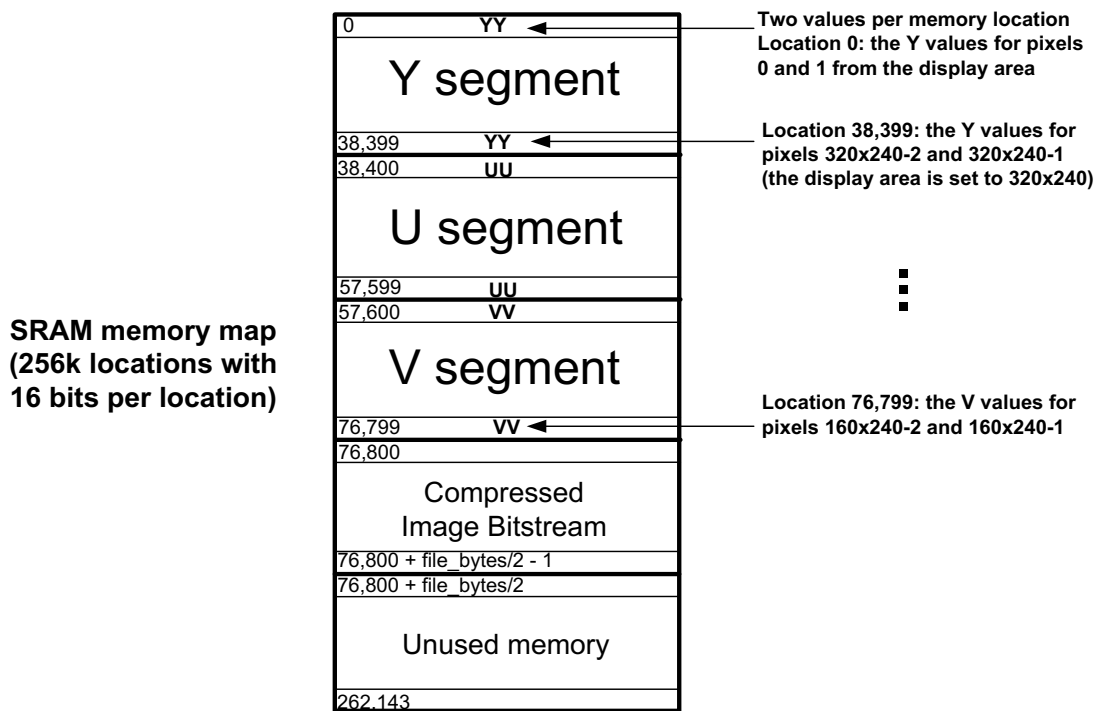 SRAM memory map
(256k locations with
16 bits per location)
0 YY
Y segment
38,399 YY
38,400 UU
U segment
57,599 UU
57,600 VV
V segment
76,799 VV
76,800
Compressed
Image Bitstream
76,800 + file_bytes/2 - 1
76,800 + file_bytes/2
Unused memory
262,143
Two values per memory location
Location 0: the Y values for pixels
0 and 1 from the display area
Location 38,399: the Y values for
pixels 320x240-2 and 320x240-1
(the display area is set to 320x240)
Location 76,799: the V values for
pixels 160x240-2 and 160x240-1